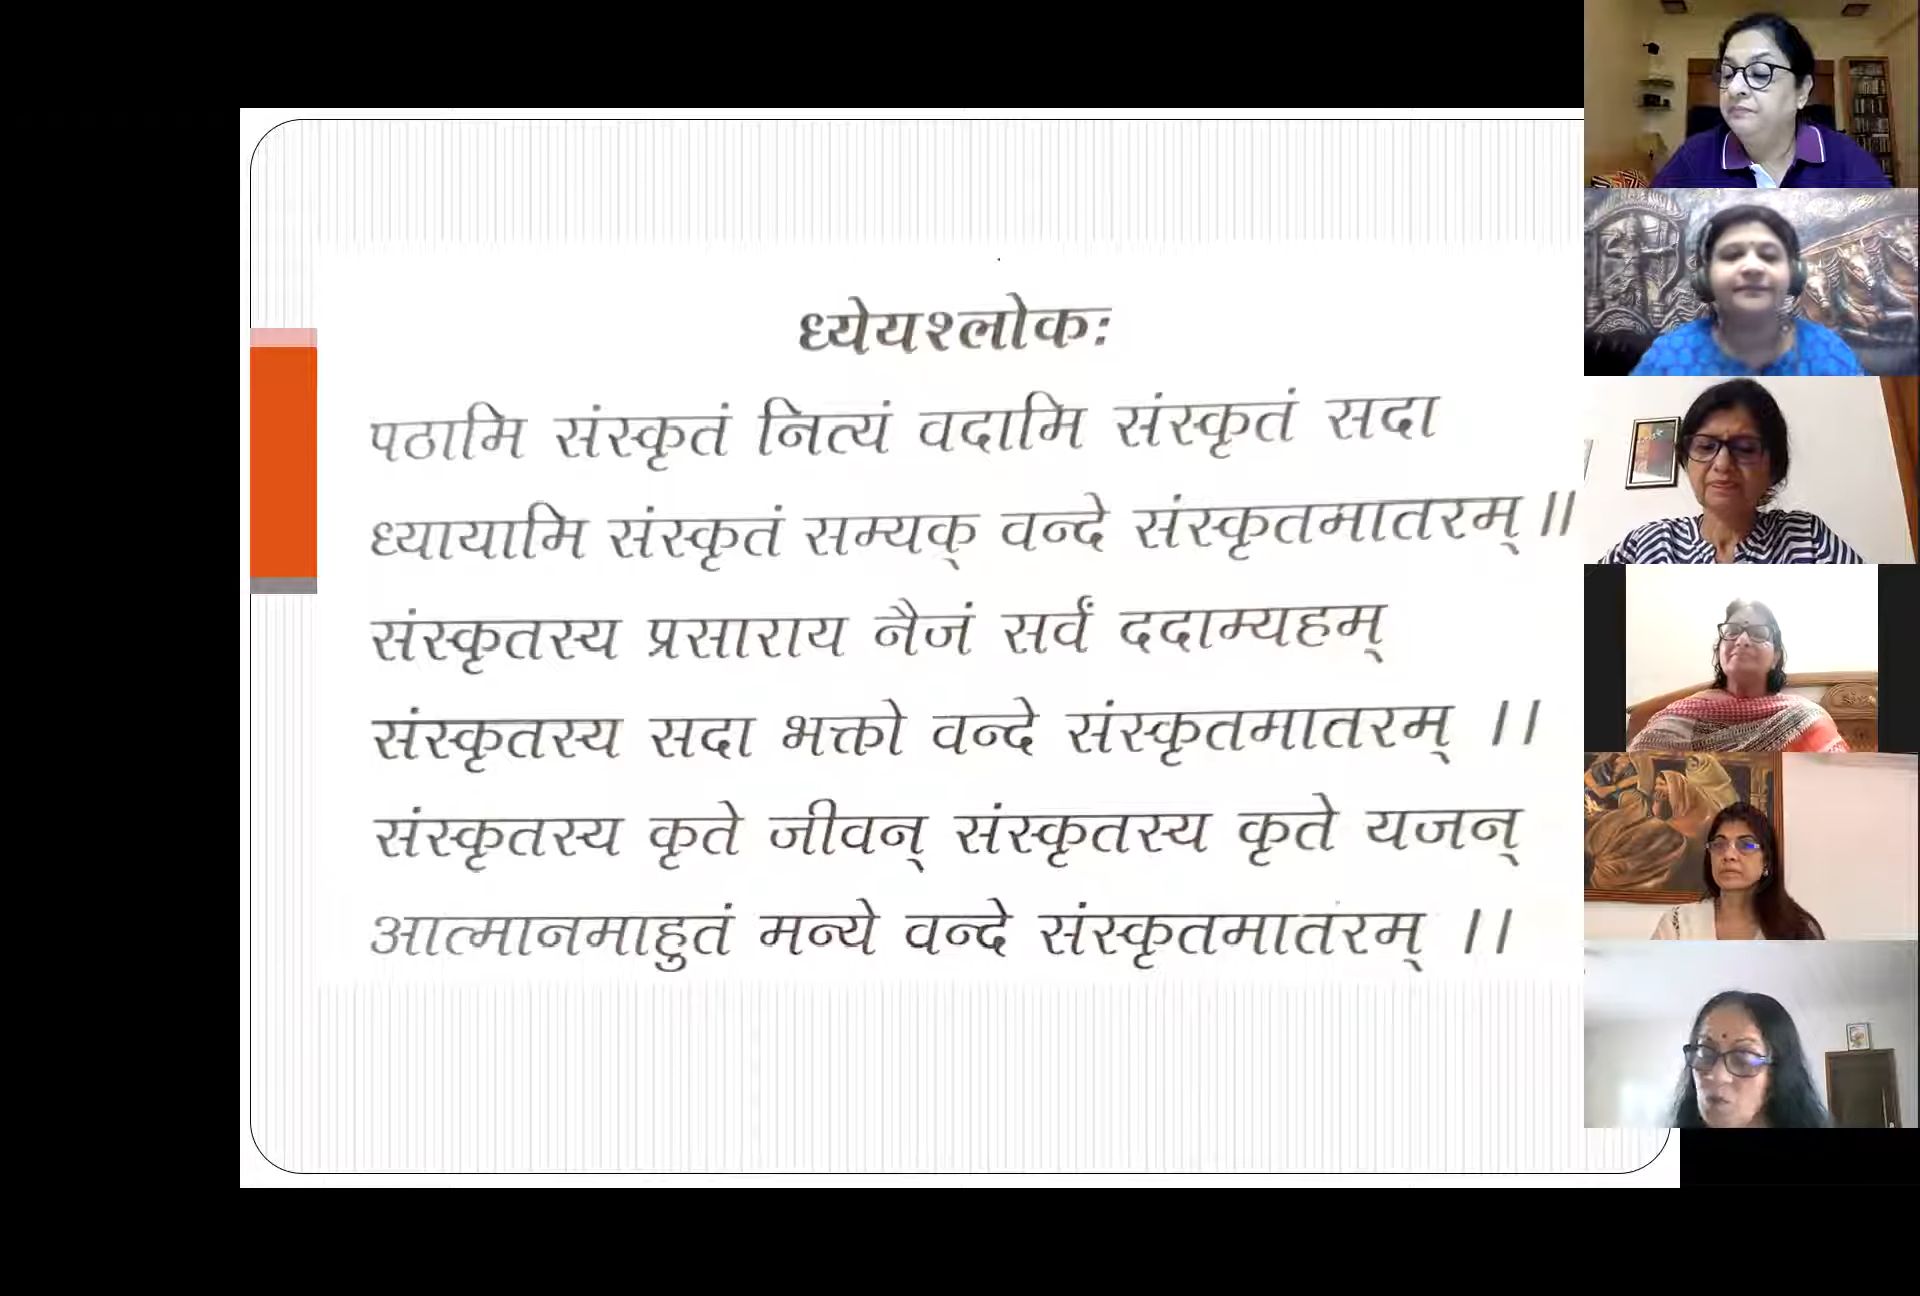 ध्येयश्लोकः
पठामि संस्कृतं नित्यं वदामि संस्कृतं सदा
ध्यायामि संस्कृतं सम्यक् वन्दे संस्कृतमातरम् ॥
संस्कृतस्य प्रसाराय नैजं सर्वं ददाम्यहम्
संस्कृतस्य सदा भक्तो वन्दे संस्कृतमातरम् ।।
संस्कृतस्य कृते जीवन् संस्कृतस्य कृते यजन्
आत्मानमाहुतं मन्ये वन्दे संस्कृतमातरम् ।।